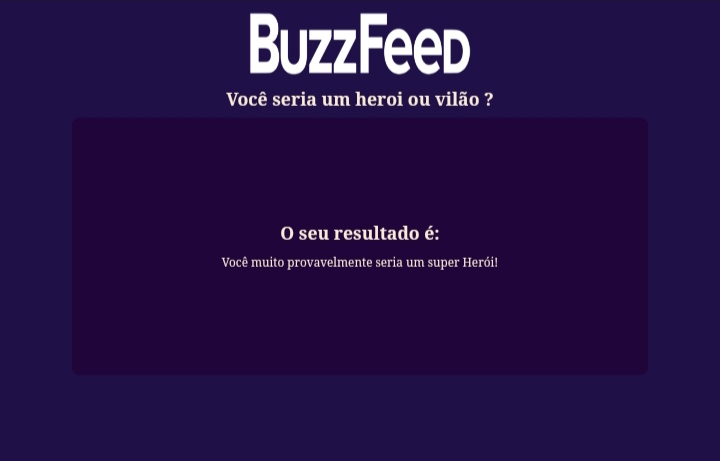 BuzzFeed
Você seria um heroi ou vilão ?
O seu resultado é:
Você muito provavelmente seria um super Herói!